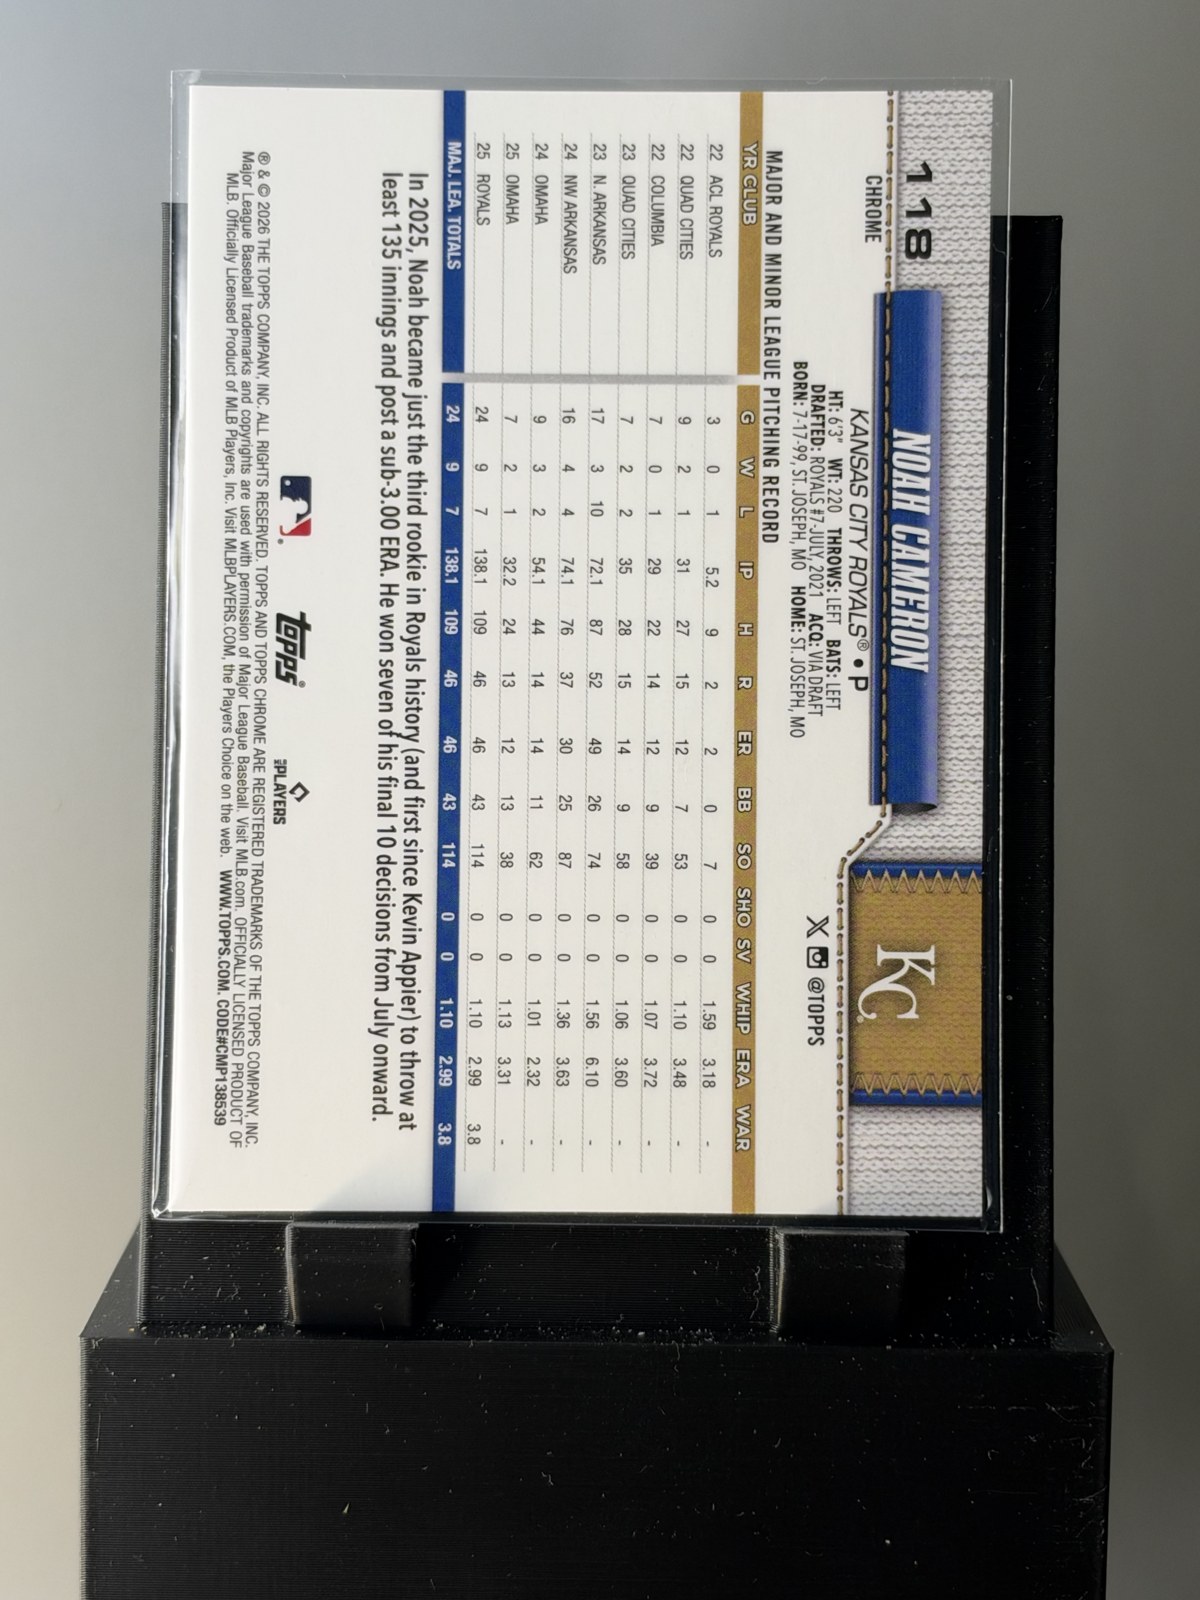 118
CHROME
NOAH CAMERON
KANSAS CITY ROYALS® • P
HT: 6'3" WT: 220 THROWS: LEFT BATS: LEFT
DRAFTED: ROYALS #7-JULY, 2021 ACQ: VIA DRAFT
BORN: 7-17-99, ST. JOSEPH, MO HOME: ST. JOSEPH, MO
KC
@TOPPS
MAJOR AND MINOR LEAGUE PITCHING RECORD
YR CLUB G W L IP H R ER BB SO SHO SV WHIP ERA WAR
22 ACL ROYALS 3 0 1 5.2 9 2 2 0 7 0 0 1.59 3.18 -
22 QUAD CITIES 9 2 1 31 27 15 12 7 53 0 0 1.10 3.48 -
22 COLUMBIA 7 0 1 29 22 14 12 9 39 0 0 1.07 3.72 -
23 QUAD CITIES 7 2 2 35 28 15 14 9 58 0 0 1.06 3.60 -
23 N. ARKANSAS 17 3 10 72.1 87 52 49 26 74 0 0 1.56 6.10 -
24 NW ARKANSAS 16 4 4 74.1 76 37 30 25 87 0 0 1.36 3.63 -
24 OMAHA 9 3 2 54.1 44 14 14 11 62 0 0 1.01 2.32 -
25 OMAHA 7 2 1 32.2 24 13 12 13 38 0 0 1.13 3.31 -
25 ROYALS 24 9 7 138.1 109 46 46 43 114 0 0 1.10 2.99 3.8
MAJ. LEA. TOTALS 24 9 7 138.1 109 46 46 43 114 0 0 1.10 2.99 3.8
In 2025, Noah became just the third rookie in Royals history (and first since Kevin Appier) to throw at
least 135 innings and post a sub-3.00 ERA. He won seven of his final 10 decisions from July onward.
topps®
MLB PLAYERS
® & © 2026 THE TOPPS COMPANY, INC. ALL RIGHTS RESERVED. TOPPS AND TOPPS CHROME ARE REGISTERED TRADEMARKS OF THE TOPPS COMPANY, INC.
Major League Baseball trademarks and copyrights are used with permission of Major League Baseball. Visit MLB.com. OFFICIALLY LICENSED PRODUCT OF
MLB. Officially Licensed Product of MLB Players, Inc. Visit MLBPLAYERS.COM, the Players Choice on the web. WWW.TOPPS.COM. CODE#CMP138539